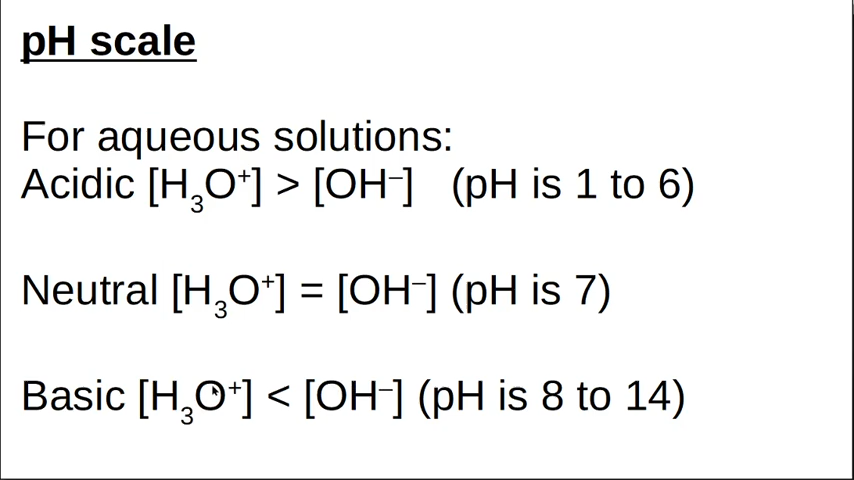 pH scale
For aqueous solutions:
Acidic [H₃O⁺] > [OH⁻] (pH is 1 to 6)
Neutral [H₃O⁺] = [OH⁻] (pH is 7)
Basic [H₃O⁺] < [OH⁻] (pH is 8 to 14)